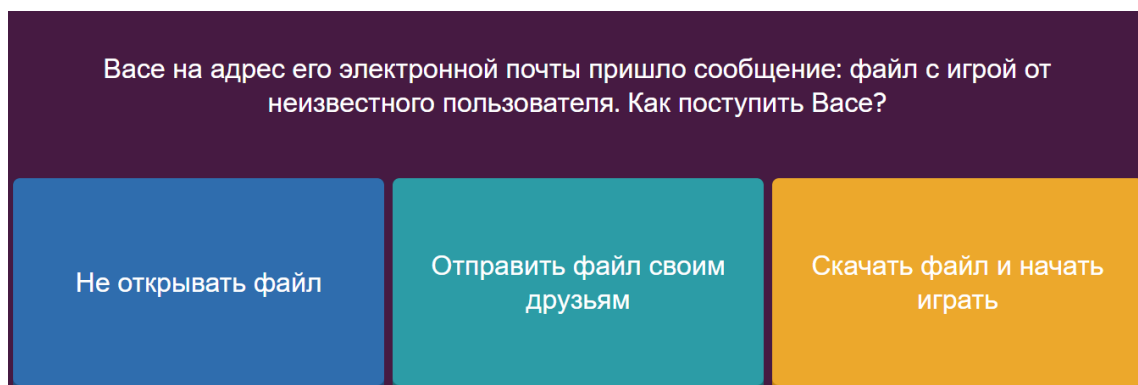 Васе на адрес его электронной почты пришло сообщение: файл с игрой от
неизвестного пользователя. Как поступить Васе?
Не открывать файл
Отправить файл своим
друзьям
Скачать файл и начать
играть